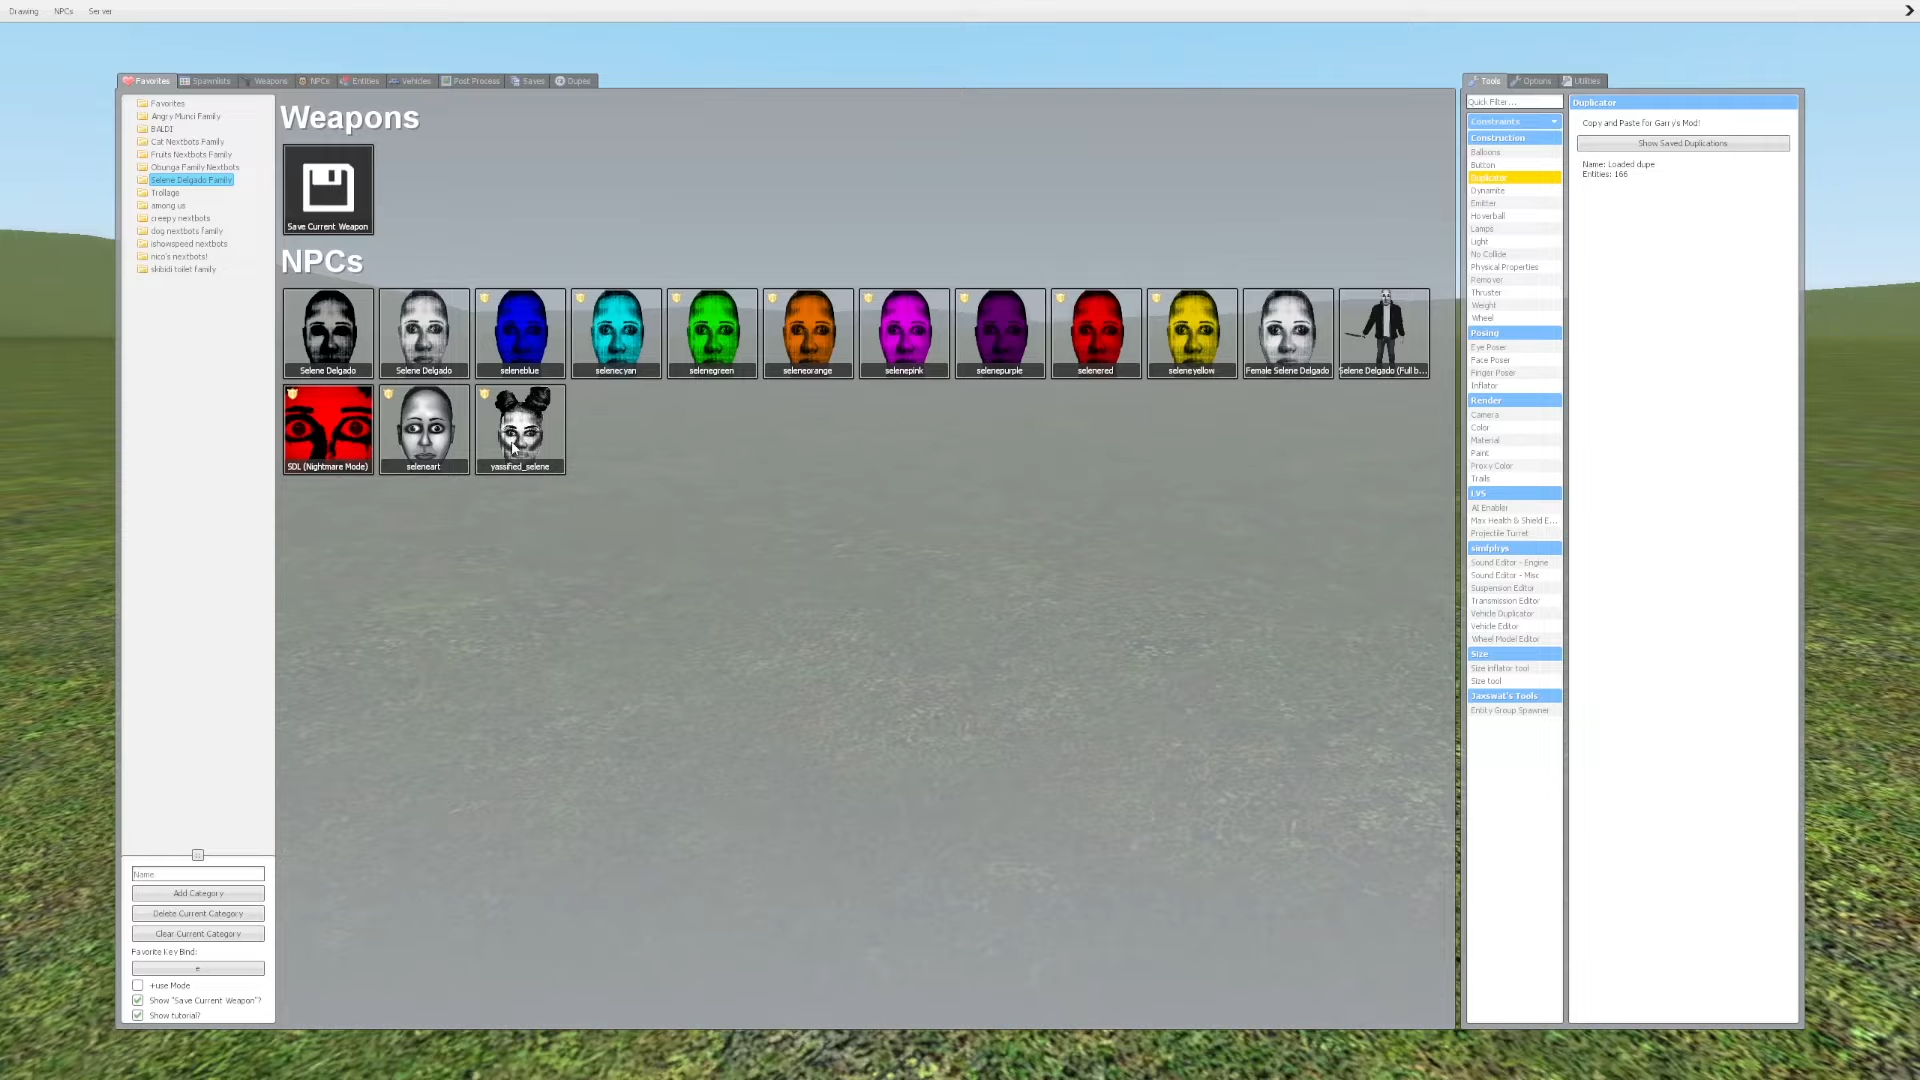 Drawing NPCs Server
Favorites Spawnlists Weapons NPCs Entities Vehicles Post Process Saves Dupes
Favorites
Angry Munci Family
BALDI
Cat Nextbots Family
Fruits Nextbots Family
Obunga Family Nextbots
Selene Delgado Family
Trollage
among us
creepy nextbots
dog nextbots family
ishowspeed nextbots
nico's nextbots!
skibidi toilet family
Name
Add Category
Delete Current Category
Clear Current Category
Favorite Key Bind:
e
+use Mode
Show "Save Current Weapon"?
Show tutorial?
Weapons
Save Current Weapon
NPCs
Selene Delgado
Selene Delgado
seleneblue
selenecyan
selenegreen
seleneorange
selenepink
selenepurple
selenered
seleneyellow
Female Selene Delgado
Selene Delgado (Full b...
SDL (Nightmare Mode)
seleneart
yassified_selene
Tools Options Utilities
Quick Filter...
Constraints
Construction
Balloons
Button
Duplicator
Dynamite
Emitter
Hoverball
Lamps
Light
No Collide
Physical Properties
Remover
Thruster
Weight
Wheel
Posing
Eye Poser
Face Poser
Finger Poser
Inflator
Render
Camera
Color
Material
Paint
Proxy Color
Trails
LVS
AI Enabler
Max Health & Shield E...
Projectile Turret
simfphys
Sound Editor - Engine
Sound Editor - Misc
Suspension Editor
Transmission Editor
Vehicle Duplicator
Vehicle Editor
Wheel Model Editor
Size
Size inflator tool
Size tool
Jaxswat's Tools
Entity Group Spawner
Duplicator
Copy and Paste for Garry's Mod!
Show Saved Duplications
Name: Loaded dupe
Entities: 166